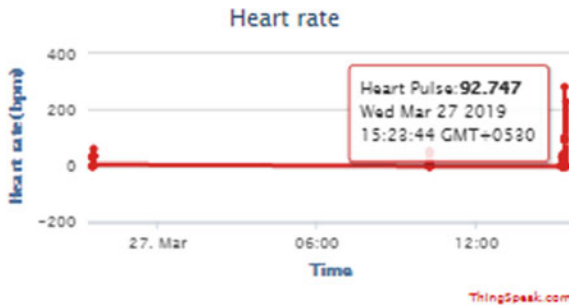 Heart rate
400
Heart Pulse:92.747
Wed Mar 27 2019
15:23:44 GMT+0530
200
0
-200
Heart rate(bpm)
27. Mar
06:00
12:00
Time
ThingSpeak.com